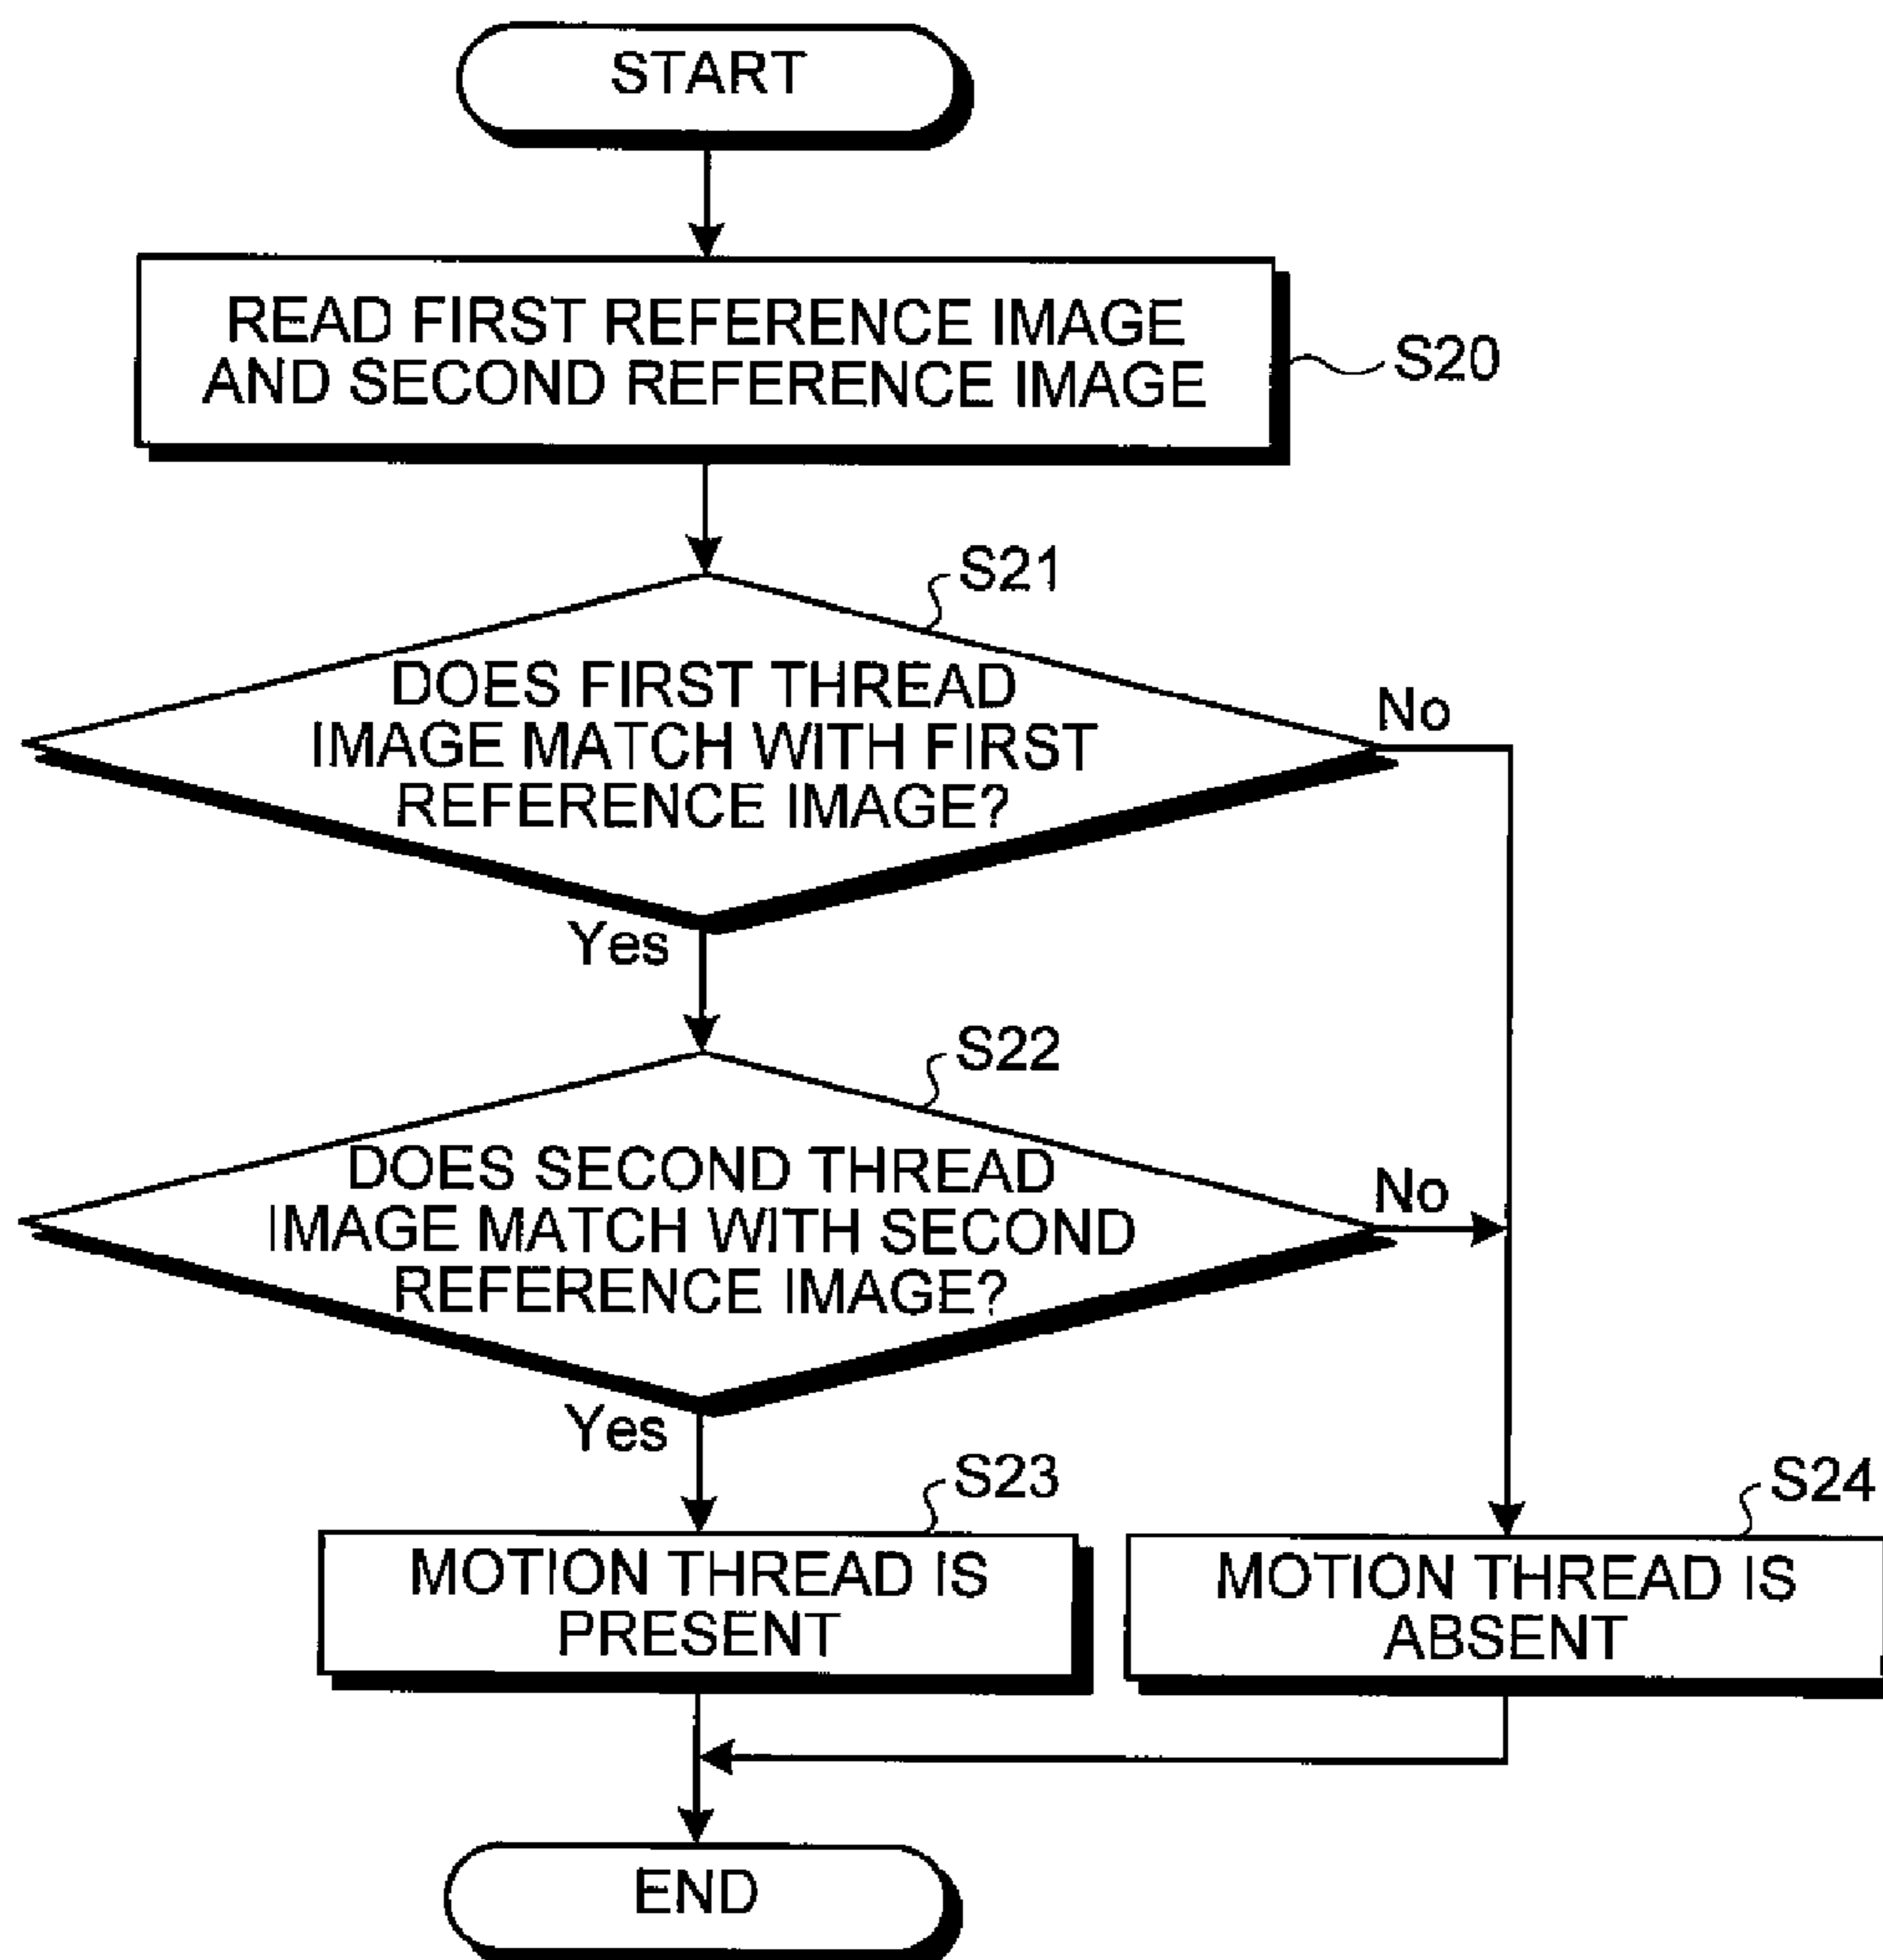 START
READ FIRST REFERENCE IMAGE
AND SECOND REFERENCE IMAGE
S20
S21
DOES FIRST THREAD
IMAGE MATCH WITH FIRST
REFERENCE IMAGE?
No
Yes
S22
DOES SECOND THREAD
IMAGE MATCH WITH SECOND
REFERENCE IMAGE?
No
Yes
S23
MOTION THREAD IS
PRESENT
S24
MOTION THREAD IS
ABSENT
END